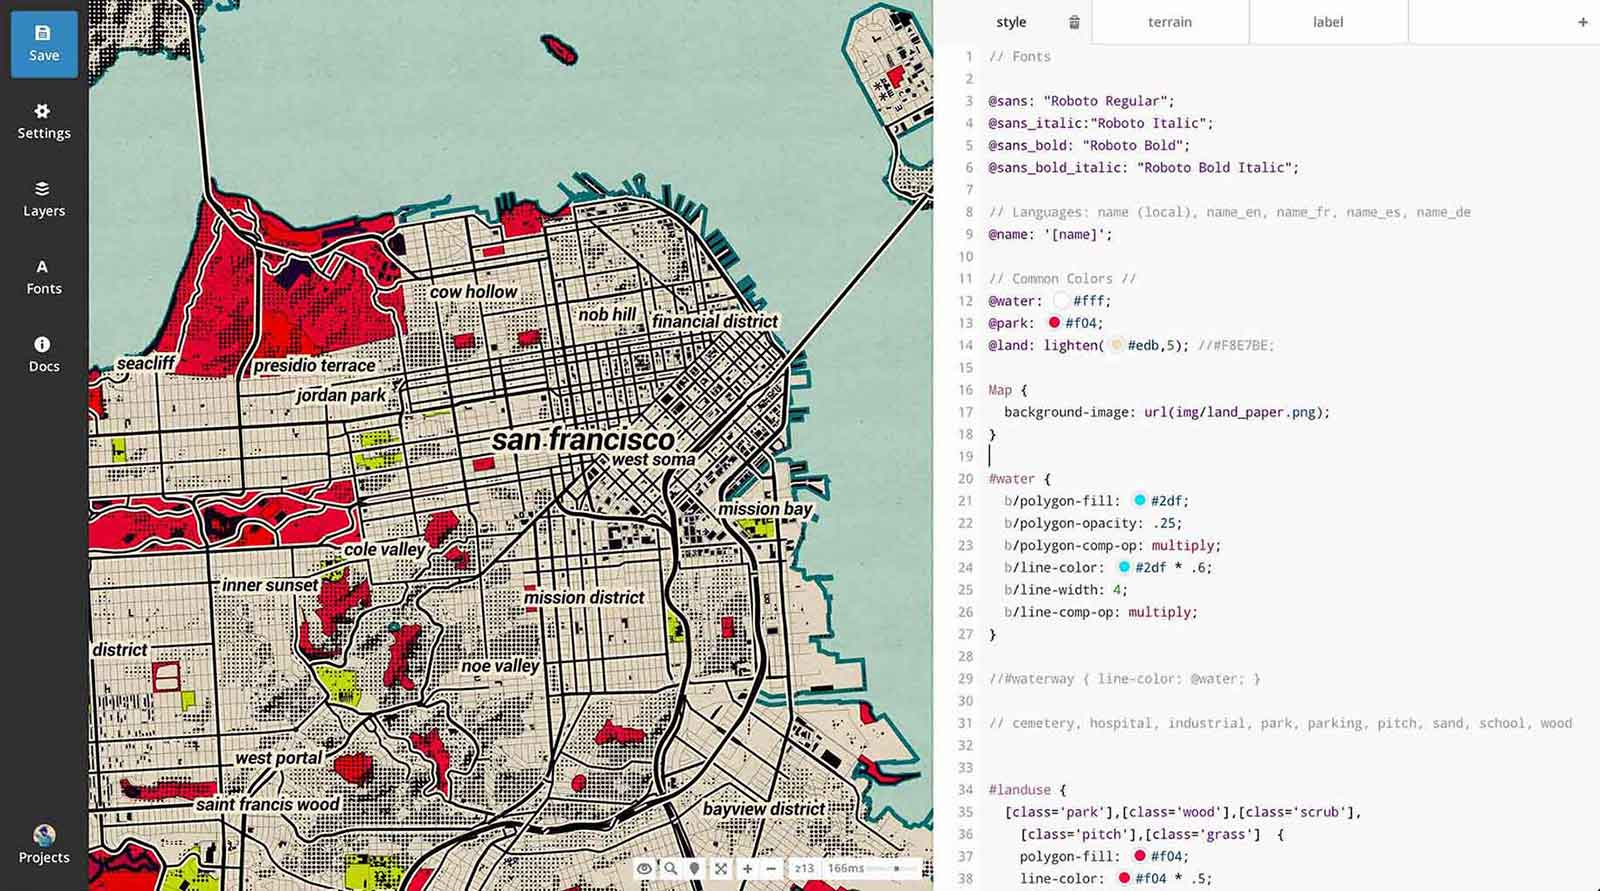 Save
Settings
Layers
A
Fonts
Docs
Projects
cow hollow
nob hill
financial district
seacliff
presidio terrace
jordan park
san francisco
west soma
mission bay
cole valley
inner sunset
mission district
district
noe valley
west portal
saint francis wood
bayview district
z13
166ms
style
terrain
label
+
1 // Fonts
2
3 @sans: "Roboto Regular";
4 @sans_italic:"Roboto Italic";
5 @sans_bold: "Roboto Bold";
6 @sans_bold_italic: "Roboto Bold Italic";
7
8 // Languages: name (local), name_en, name_fr, name_es, name_de
9 @name: '[name]';
10
11 // Common Colors //
12 @water: #fff;
13 @park: #f04;
14 @land: lighten( #edb,5); //#F8E7BE;
15
16 Map {
17 background-image: url(img/land_paper.png);
18 }
19
20 #water {
21 b/polygon-fill: #2df;
22 b/polygon-opacity: .25;
23 b/polygon-comp-op: multiply;
24 b/line-color: #2df * .6;
25 b/line-width: 4;
26 b/line-comp-op: multiply;
27 }
28
29 //#waterway { line-color: @water; }
30
31 // cemetery, hospital, industrial, park, parking, pitch, sand, school, wood
32
33
34 #landuse {
35 [class='park'],[class='wood'],[class='scrub'],
36 [class='pitch'],[class='grass'] {
37 polygon-fill: #f04;
38 line-color: #f04 * .5;